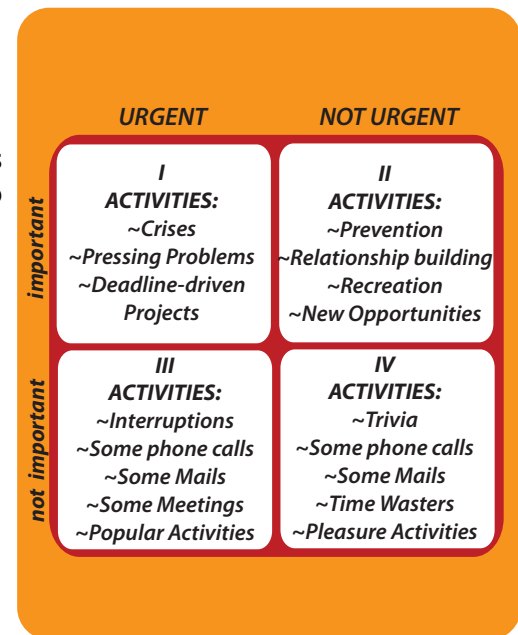 URGENT
NOT URGENT
s
o
important
I
ACTIVITIES:
~Crises
~Pressing Problems
~Deadline-driven
Projects
II
ACTIVITIES:
~Prevention
~Relationship building
~Recreation
~New Opportunities
not important
III
ACTIVITIES:
~Interruptions
~Some phone calls
~Some Mails
~Some Meetings
~Popular Activities
IV
ACTIVITIES:
~Trivia
~Some phone calls
~Some Mails
~Time Wasters
~Pleasure Activities